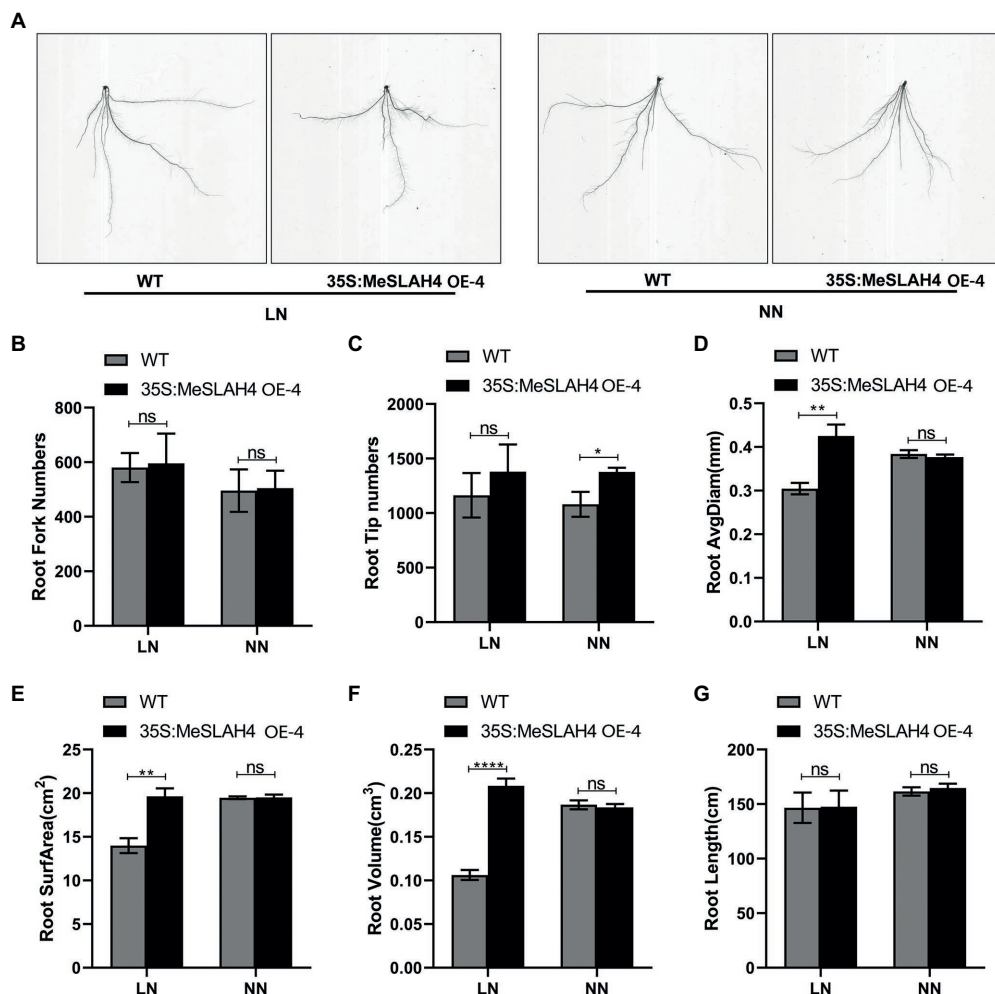 A
WT
35S:MeSLAH4 OE-4
WT
35S:MeSLAH4 OE-4
LN
NN
B
WT
35S:MeSLAH4 OE-4
Root Fork Numbers
800
600
400
200
0
ns
ns
LN
NN
C
WT
35S:MeSLAH4 OE-4
Root Tip numbers
2000
1500
1000
500
0
ns
*
LN
NN
D
WT
35S:MeSLAH4 OE-4
Root AvgDiam(mm)
0.5
0.4
0.3
0.2
0.1
0.0
**
ns
LN
NN
E
WT
35S:MeSLAH4 OE-4
Root SurfArea(cm²)
25
20
15
10
5
0
**
ns
LN
NN
F
WT
35S:MeSLAH4 OE-4
Root Volume(cm³)
0.25
0.20
0.15
0.10
0.05
0.00
****
ns
LN
NN
G
WT
35S:MeSLAH4 OE-4
Root Length(cm)
200
150
100
50
0
ns
ns
LN
NN